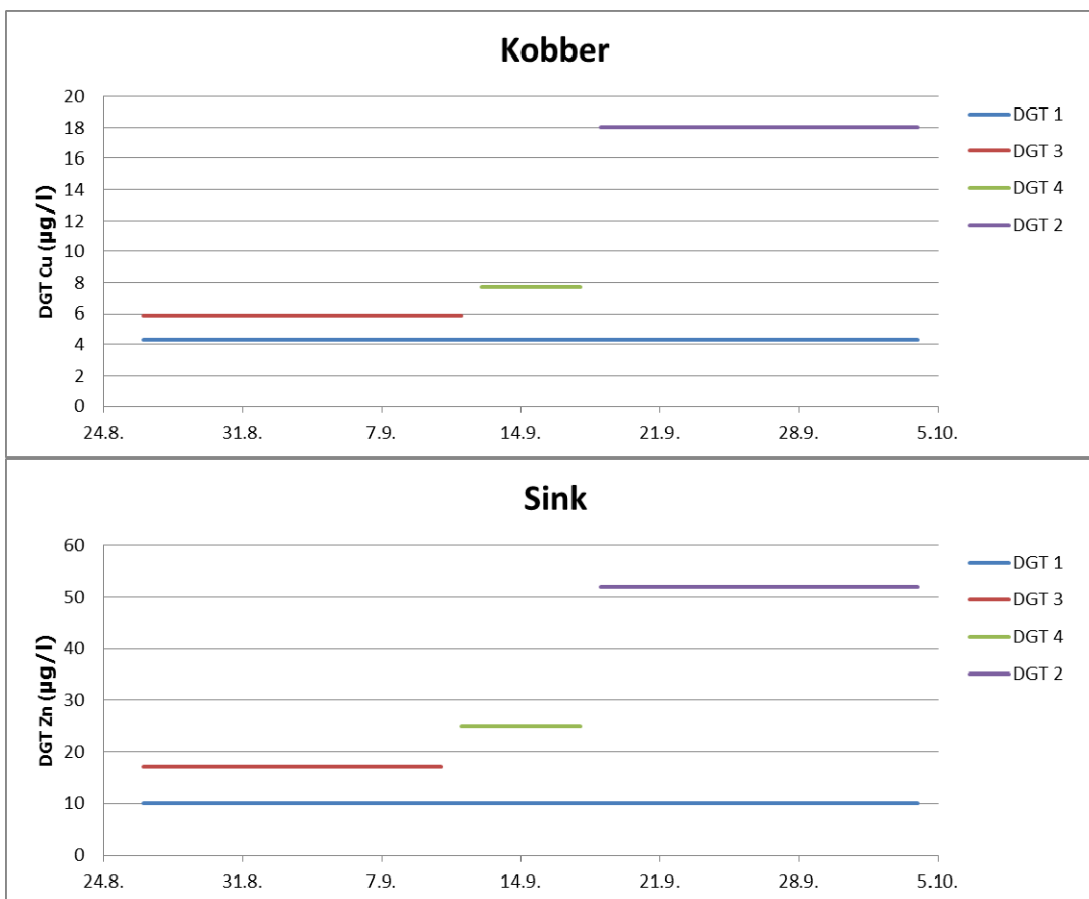 Kobber
DGT Cu (µg/l)
20
18
16
14
12
10
8
6
4
2
0
24.8. 31.8. 7.9. 14.9. 21.9. 28.9. 5.10.
DGT 1
DGT 3
DGT 4
DGT 2
Sink
DGT Zn (µg/l)
60
50
40
30
20
10
0
24.8. 31.8. 7.9. 14.9. 21.9. 28.9. 5.10.
DGT 1
DGT 3
DGT 4
DGT 2